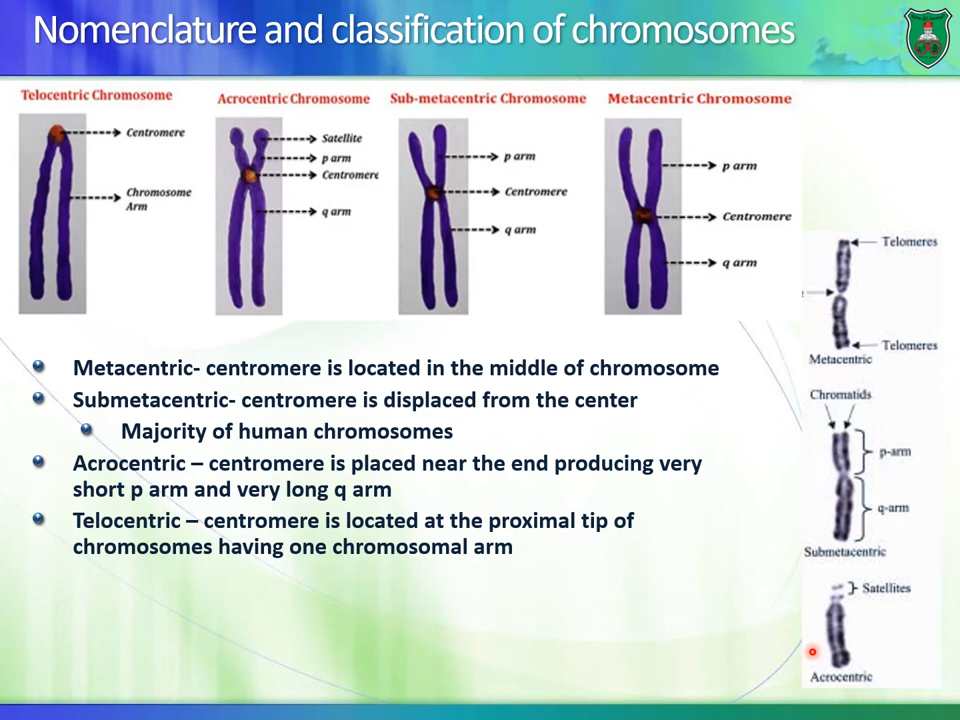 Nomenclature and classification of chromosomes
Telocentric Chromosome
Centromere
Chromosome
Arm
Acrocentric Chromosome
Satellite
p arm
Centromere
q arm
Sub-metacentric Chromosome
p arm
Centromere
q arm
Metacentric Chromosome
p arm
Centromere
q arm
Metacentric- centromere is located in the middle of chromosome
Submetacentric- centromere is displaced from the center
Majority of human chromosomes
Acrocentric – centromere is placed near the end producing very
short p arm and very long q arm
Telocentric – centromere is located at the proximal tip of
chromosomes having one chromosomal arm
Telomeres
e
Telomeres
Metacentric
Chromatids
p-arm
q-arm
Submetacentric
Satellites
Acrocentric